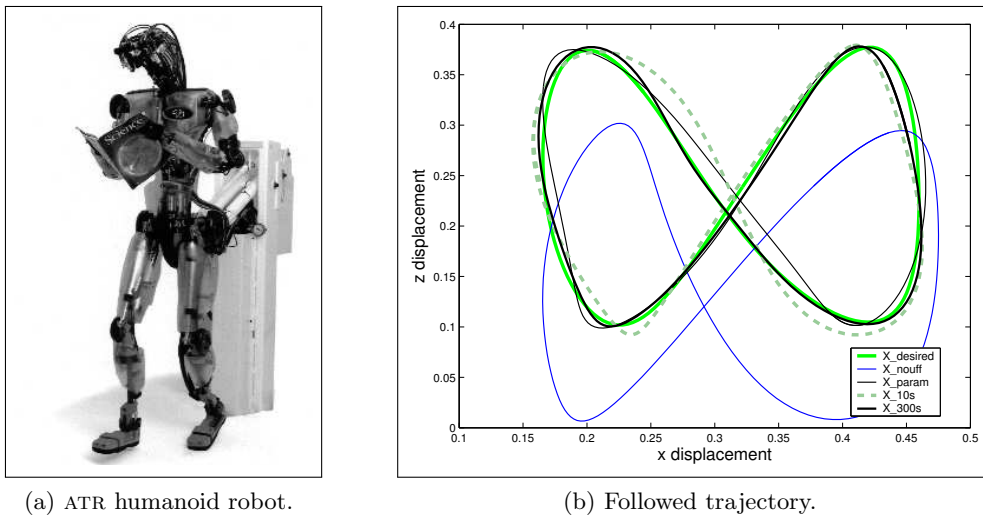 Science
0.4
0.35
0.3
0.25
0.2
0.15
0.1
0.05
0
z displacement
0.1
0.15
0.2
0.25
0.3
0.35
0.4
0.45
0.5
x displacement
X_desired
X_nouff
X_param
X_10s
X_300s
(a) ATR humanoid robot.
(b) Followed trajectory.